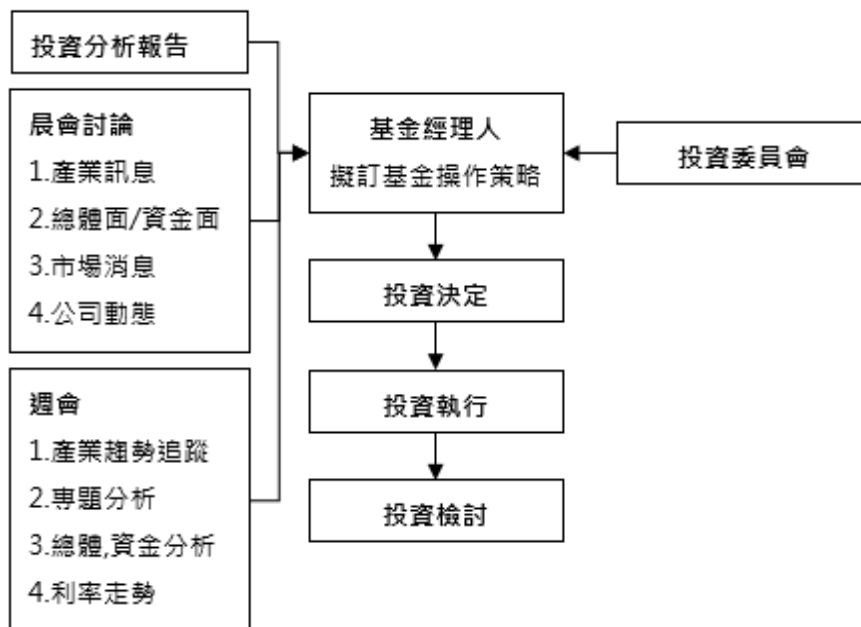 投資分析報告
晨會討論
1.產業訊息
2.總體面/資金面
3.市場消息
4.公司動態
週會
1.產業趨勢追蹤
2.專題分析
3.總體,資金分析
4.利率走勢
基金經理人
擬訂基金操作策略
投資決定
投資執行
投資檢討
投資委員會